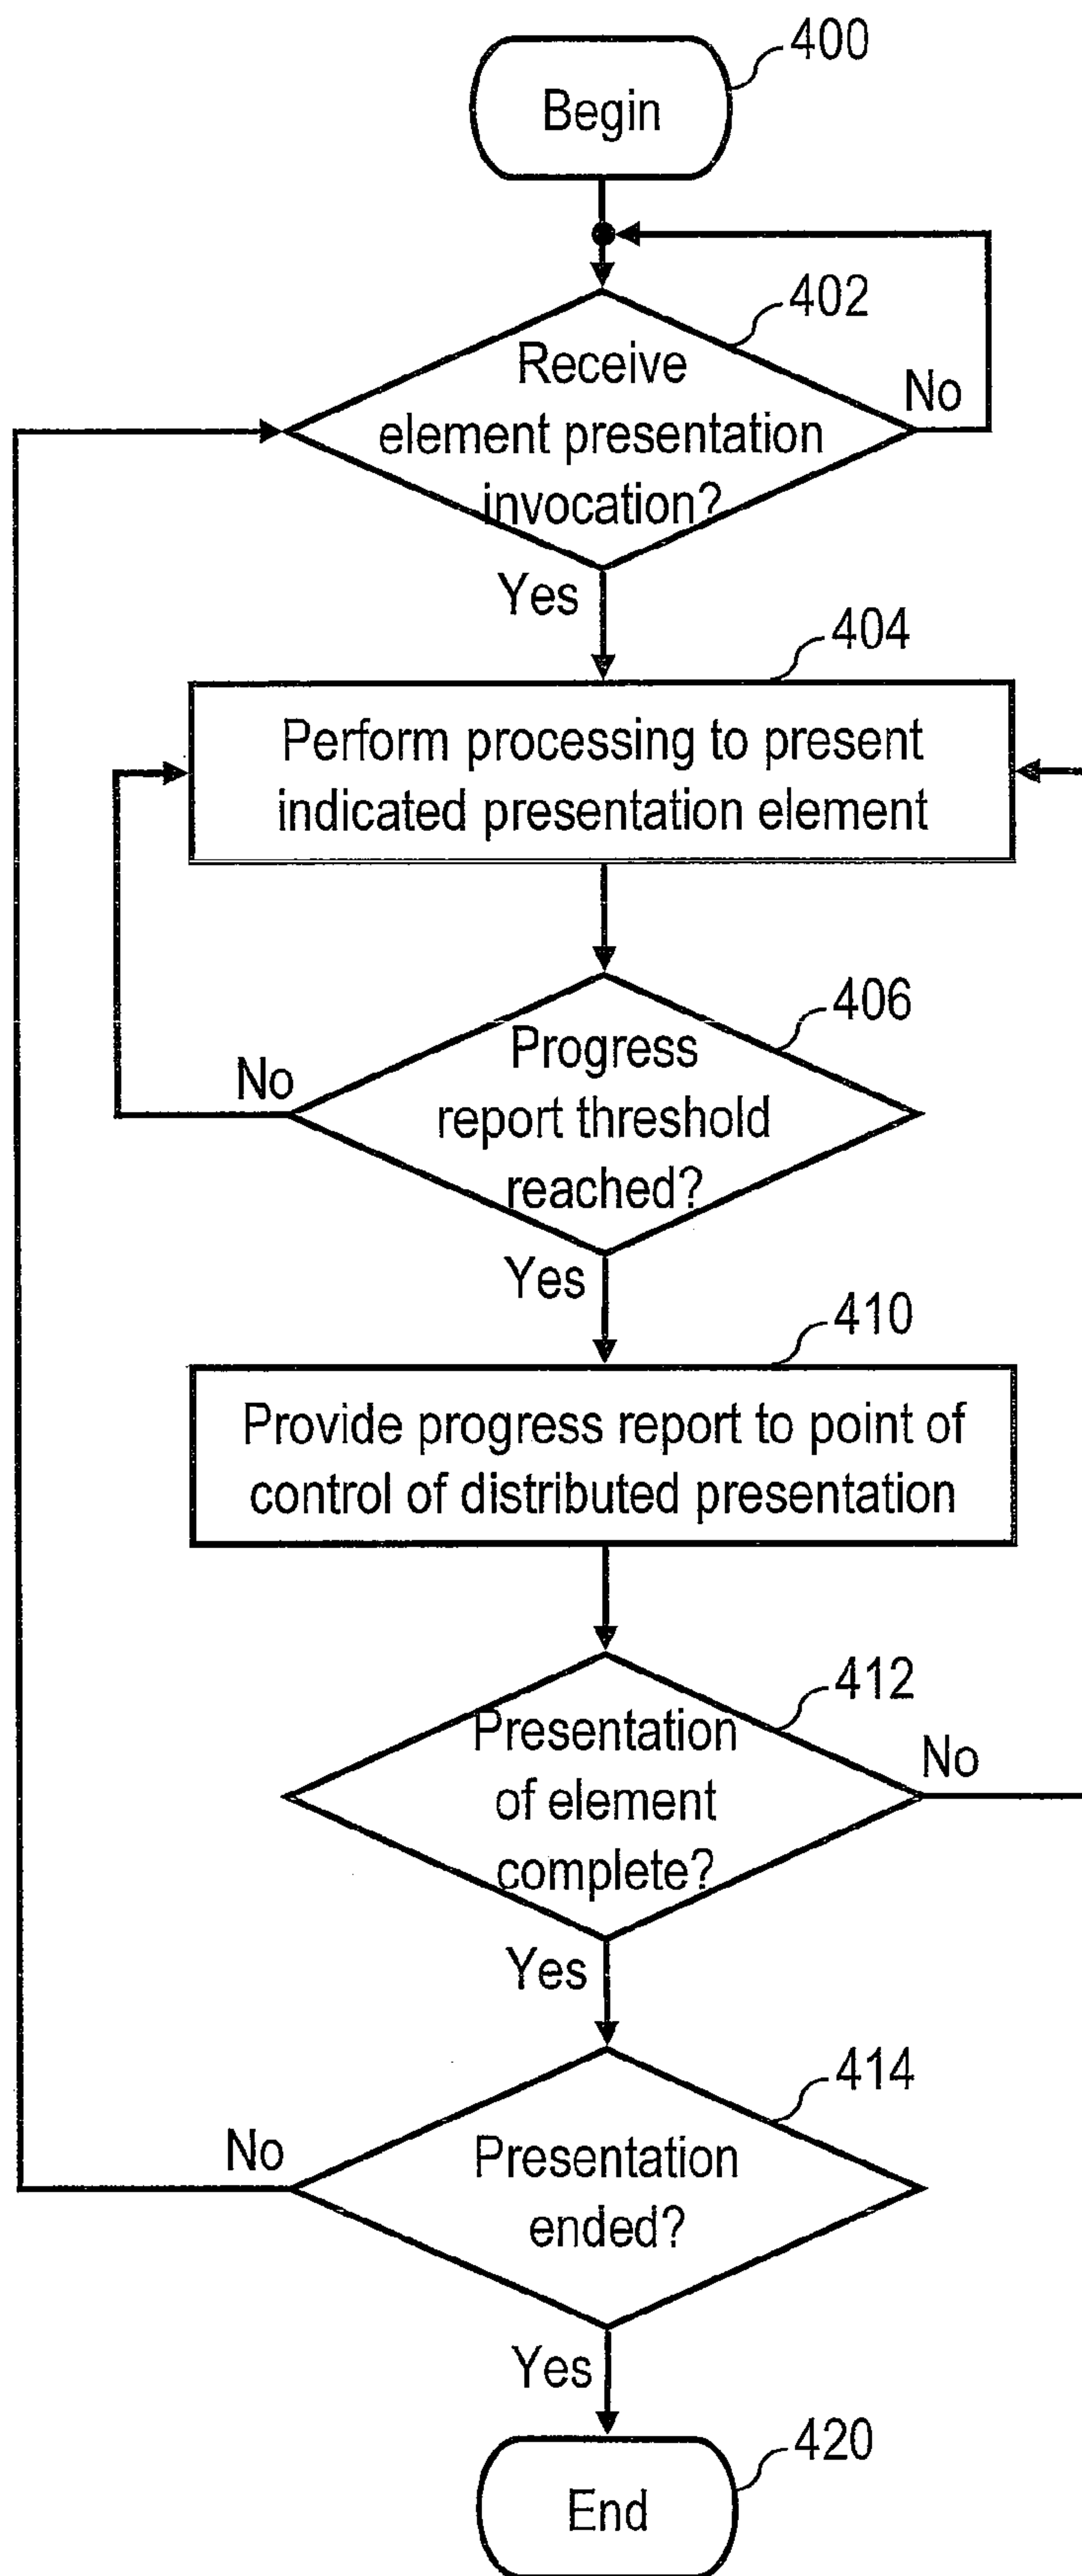 400
Begin
402
Receive
element presentation
invocation?
No
Yes
404
Perform processing to present
indicated presentation element
406
Progress
report threshold
reached?
No
Yes
410
Provide progress report to point of
control of distributed presentation
412
Presentation
of element
complete?
No
Yes
414
Presentation
ended?
No
Yes
420
End